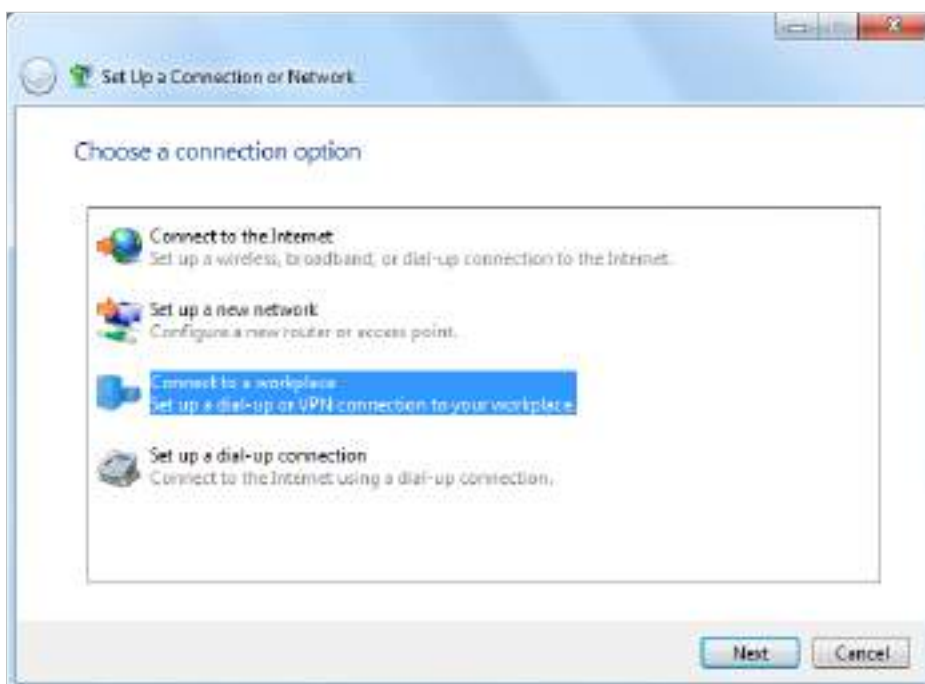 Set Up a Connection or Network
Choose a connection option
Connect to the Internet
Set up a wireless, broadband, or dial-up connection to the Internet.
Set up a new network
Configure a new router or access point.
Connect to a workplace
Set up a dial-up or VPN connection to your workplace.
Set up a dial-up connection
Connect to the Internet using a dial-up connection.
Next
Cancel